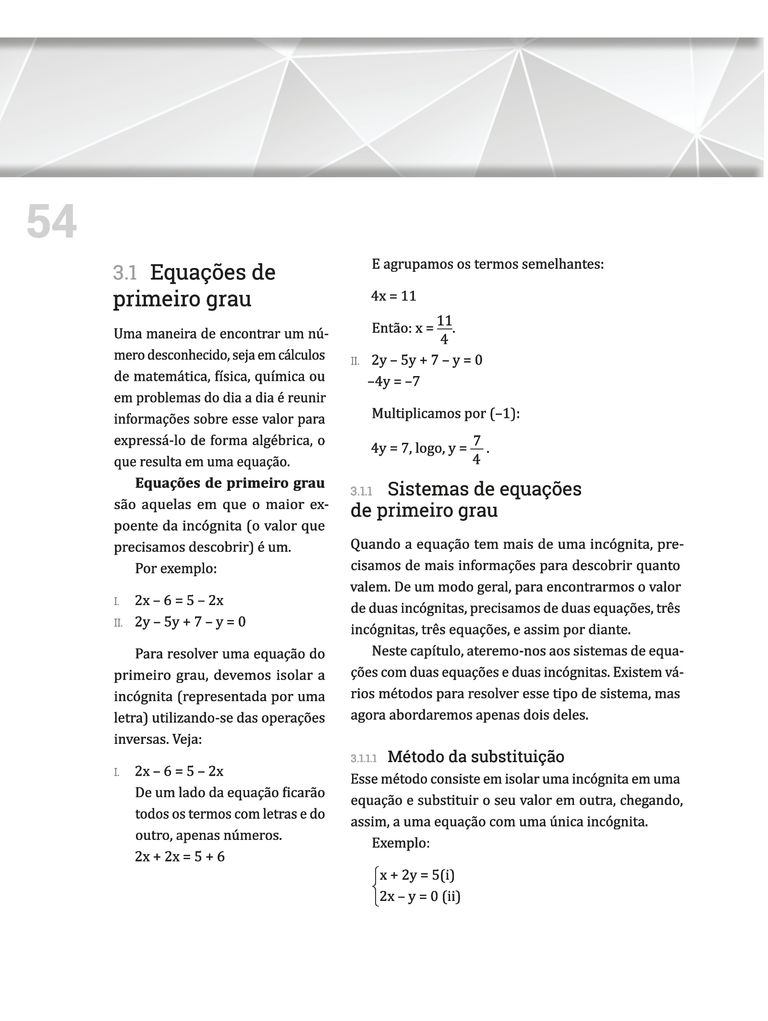 54
3.1 Equações de
primeiro grau
Uma maneira de encontrar um nú-
mero desconhecido, seja em cálculos
de matemática, física, química ou
em problemas do dia a dia é reunir
informações sobre esse valor para
expressá-lo de forma algébrica, o
que resulta em uma equação.
Equações de primeiro grau
são aquelas em que o maior ex-
poente da incógnita (o valor que
precisamos descobrir) é um.
Por exemplo:
I. 2x – 6 = 5 – 2x
II. 2y – 5y + 7 – y = 0
Para resolver uma equação do
primeiro grau, devemos isolar a
incógnita (representada por uma
letra) utilizando-se das operações
inversas. Veja:
I. 2x – 6 = 5 – 2x
De um lado da equação ficarão
todos os termos com letras e do
outro, apenas números.
2x + 2x = 5 + 6
E agrupamos os termos semelhantes:
4x = 11
Então: x = 11/4.
II. 2y – 5y + 7 – y = 0
–4y = –7
Multiplicamos por (–1):
4y = 7, logo, y = 7/4 .
3.1.1 Sistemas de equações
de primeiro grau
Quando a equação tem mais de uma incógnita, pre-
cisamos de mais informações para descobrir quanto
valem. De um modo geral, para encontrarmos o valor
de duas incógnitas, precisamos de duas equações, três
incógnitas, três equações, e assim por diante.
Neste capítulo, ateremo-nos aos sistemas de equa-
ções com duas equações e duas incógnitas. Existem vá-
rios métodos para resolver esse tipo de sistema, mas
agora abordaremos apenas dois deles.
3.1.1.1 Método da substituição
Esse método consiste em isolar uma incógnita em uma
equação e substituir o seu valor em outra, chegando,
assim, a uma equação com uma única incógnita.
Exemplo:
x + 2y = 5(i)
2x – y = 0 (ii)